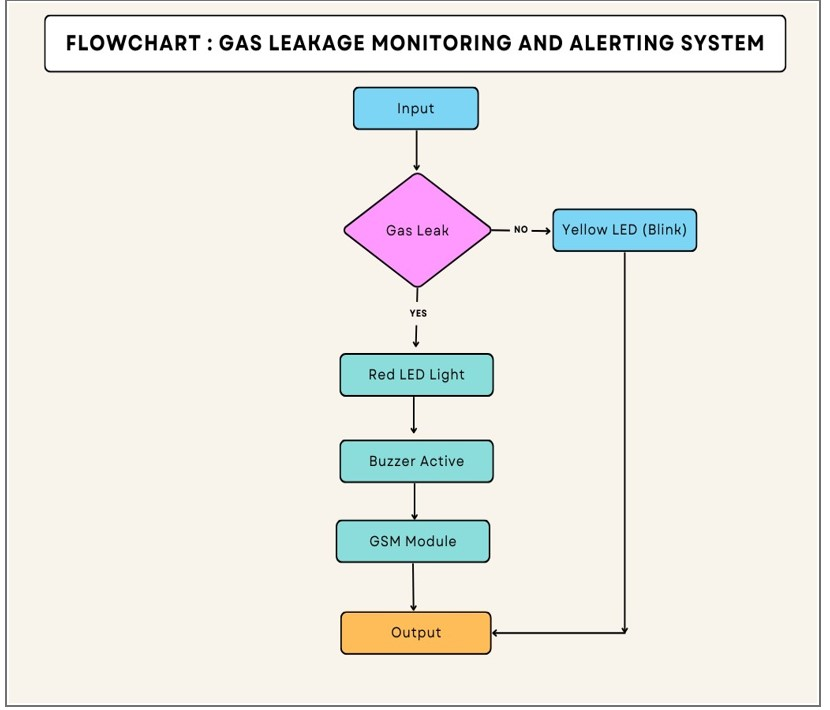 FLOWCHART : GAS LEAKAGE MONITORING AND ALERTING SYSTEM
Input
Gas Leak
NO
Yellow LED (Blink)
YES
Red LED Light
Buzzer Active
GSM Module
Output